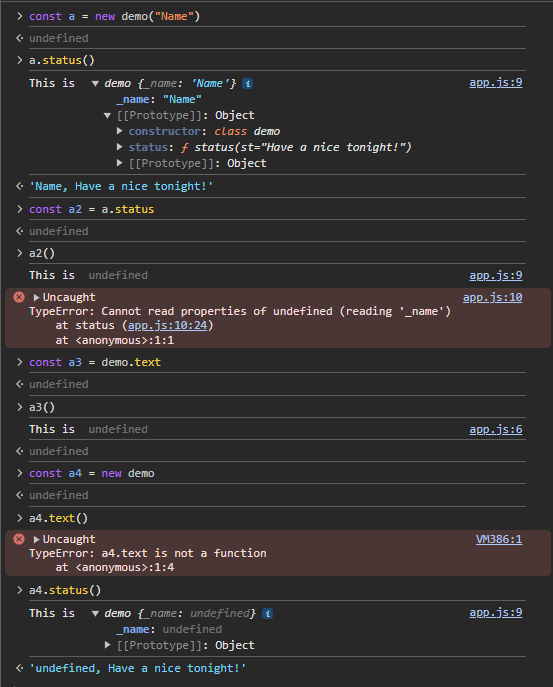 const a = new demo("Name")
undefined
a.status()
This is demo {_name: 'Name'} i app.js:9
_name: "Name"
[[Prototype]]: Object
constructor: class demo
status: ƒ status(st="Have a nice tonight!")
[[Prototype]]: Object
'Name, Have a nice tonight!'
const a2 = a.status
undefined
a2()
This is undefined app.js:9
Uncaught app.js:10
TypeError: Cannot read properties of undefined (reading '_name')
at status (app.js:10:24)
at <anonymous>:1:1
const a3 = demo.text
undefined
a3()
This is undefined app.js:6
undefined
const a4 = new demo
undefined
a4.text()
Uncaught VM386:1
TypeError: a4.text is not a function
at <anonymous>:1:4
a4.status()
This is demo {_name: undefined} i app.js:9
_name: undefined
[[Prototype]]: Object
'undefined, Have a nice tonight!'